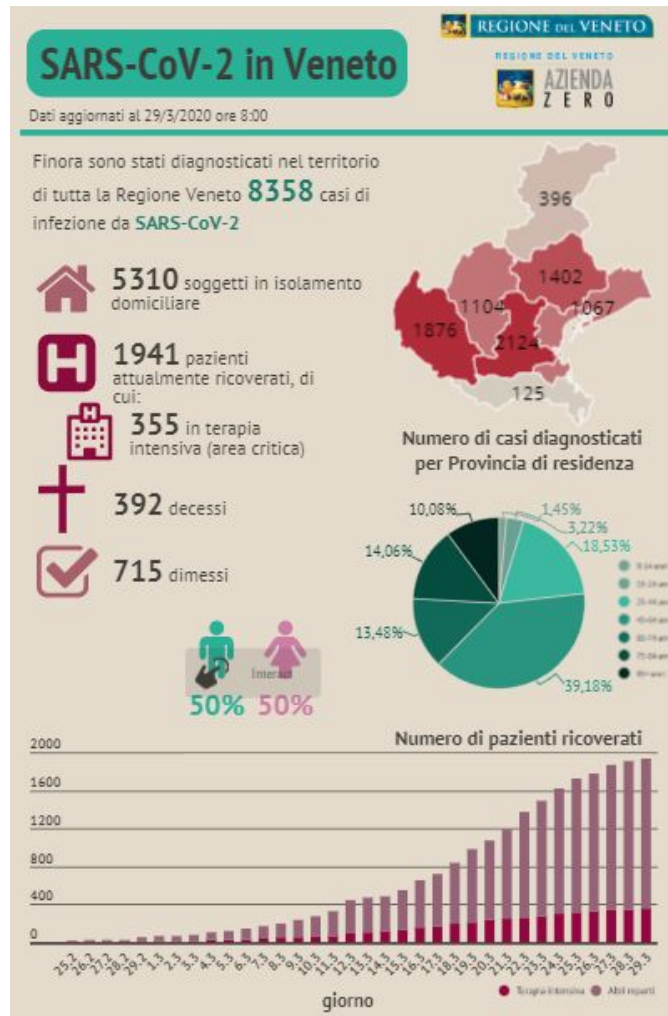 REGIONE DEL VENETO
SARS-CoV-2 in Veneto
REGIONE DEL VENETO
AZIENDA
ZERO
Dati aggiornati al 29/3/2020 ore 8:00
Finora sono stati diagnosticati nel territorio
di tutta la Regione Veneto 8358 casi di
infezione da SARS-CoV-2
5310 soggetti in isolamento
domiciliare
1941 pazienti
attualmente ricoverati, di
cui:
355 in terapia
intensiva (area critica)
392 decessi
715 dimessi
H
H
396
1402
1104
1067
1876
2124
125
Numero di casi diagnosticati
per Provincia di residenza
10,08%
1,45%
3,22%
18,53%
14,06%
13,48%
39,18%
50% 50%
Numero di pazienti ricoverati
2000
1600
1200
800
400
0
25.2 26.2 27.2 28.2 29.2 1.3 2.3 3.3 4.3 5.3 6.3 7.3 8.3 9.3 10.3 11.3 12.3 13.3 14.3 15.3 16.3 17.3 18.3 19.3 20.3 21.3 22.3 23.3 24.3 25.3 26.3 27.3 28.3 29.3
giorno
Terapia intensiva Altri reparti